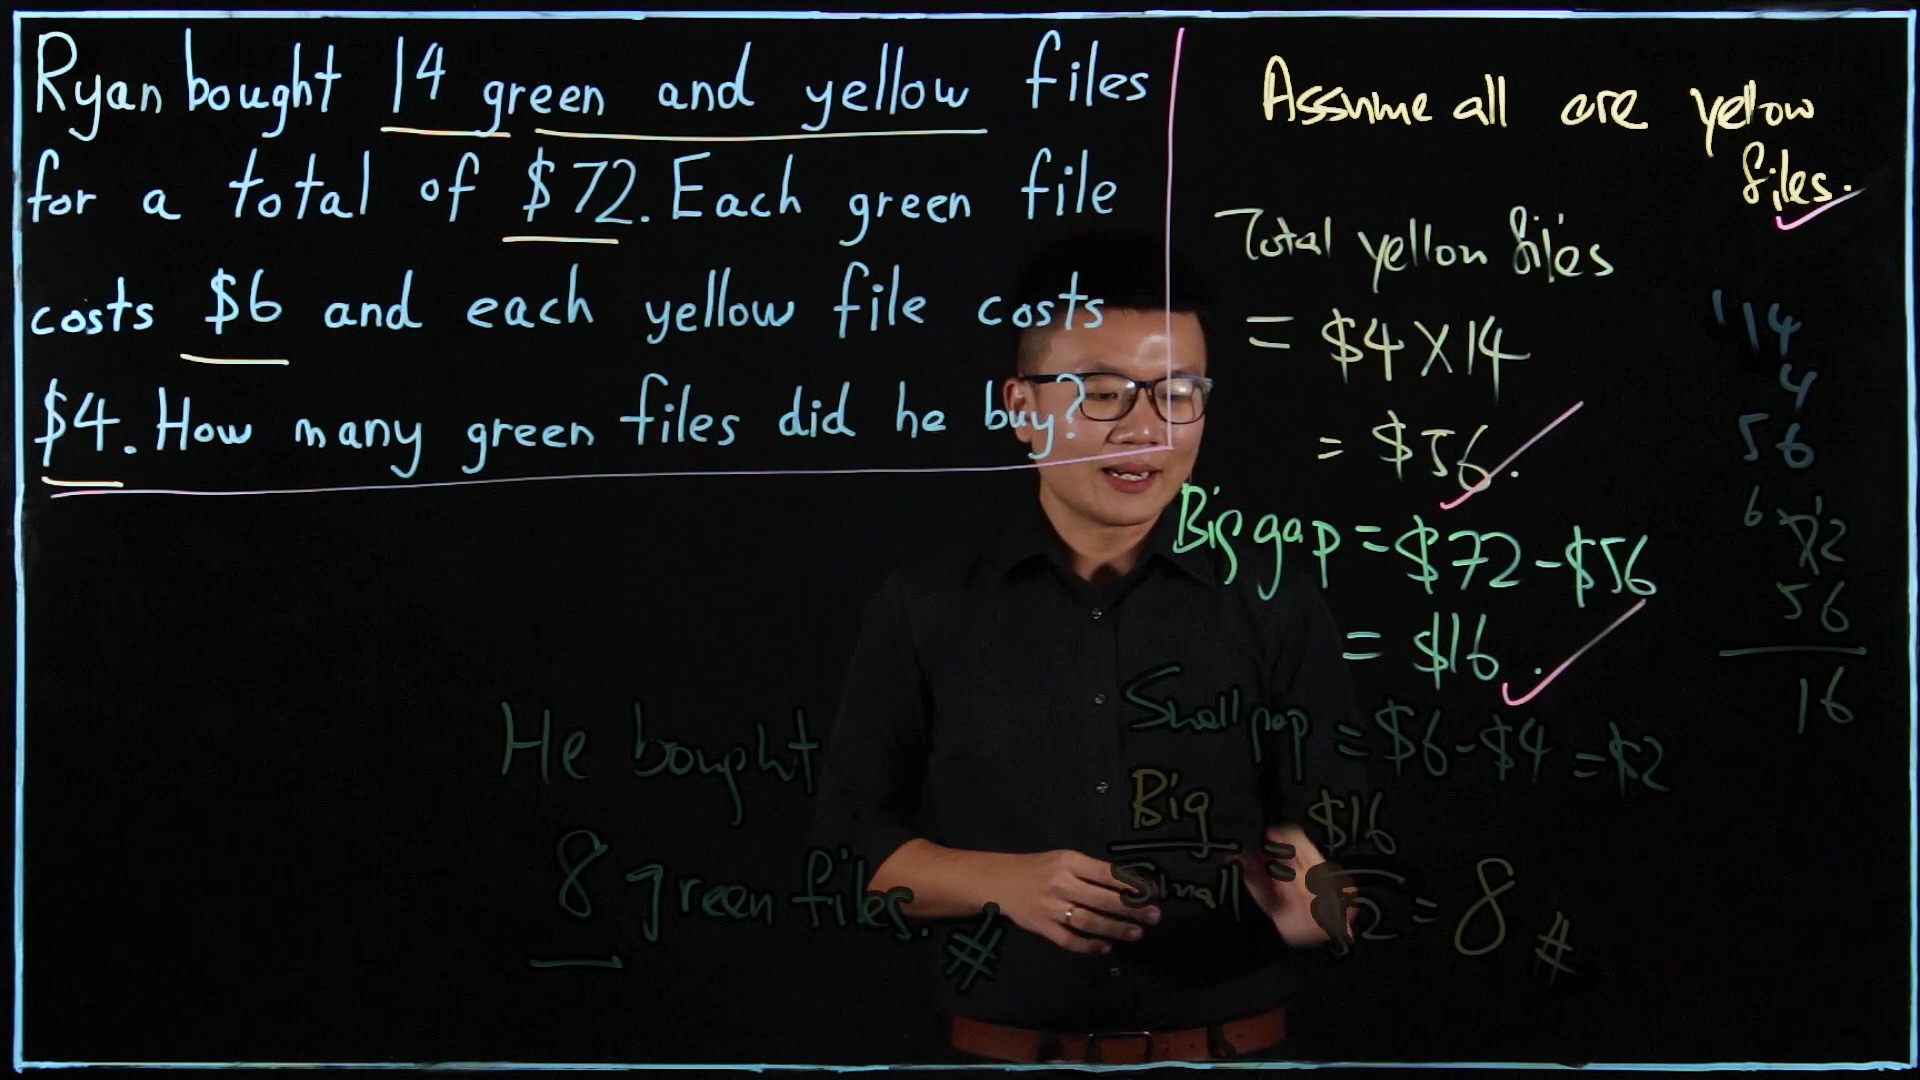 Ryan bought 14 green and yellow files
for a total of $72. Each green file
costs $6 and each yellow file costs
$4. How many green files did he buy?
Assume all are yellow
files.
Total yellow files
= $4 X 14
= $56.
Big gap = $72 - $56
= $16.
Small gap = $6 - $4 = $2
Big
Small
=
$16
$2
= 8 #
He bought
8 green files. #
1 14
4
56
6 72
56
16